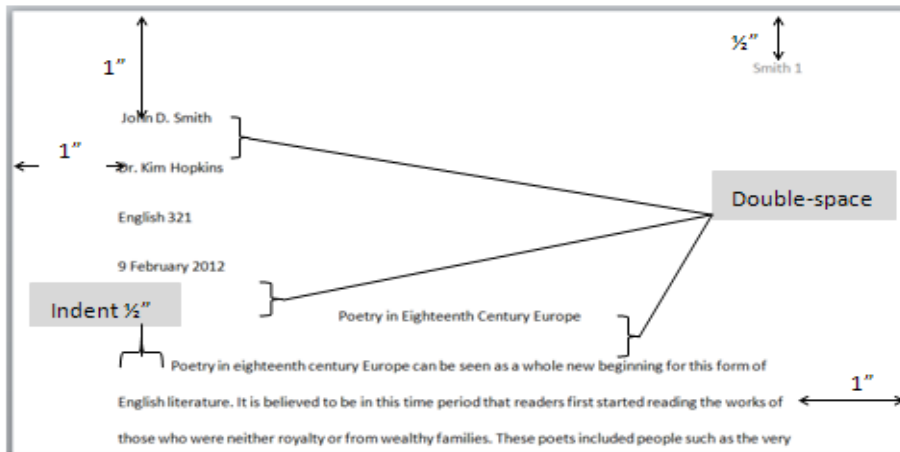 ½"
1"
Smith 1
John D. Smith
1"
Dr. Kim Hopkins
Double-space
English 321
9 February 2012
Indent ½"
Poetry in Eighteenth Century Europe
Poetry in eighteenth century Europe can be seen as a whole new beginning for this form of
1"
English literature. It is believed to be in this time period that readers first started reading the works of
those who were neither royalty or from wealthy families. These poets included people such as the very